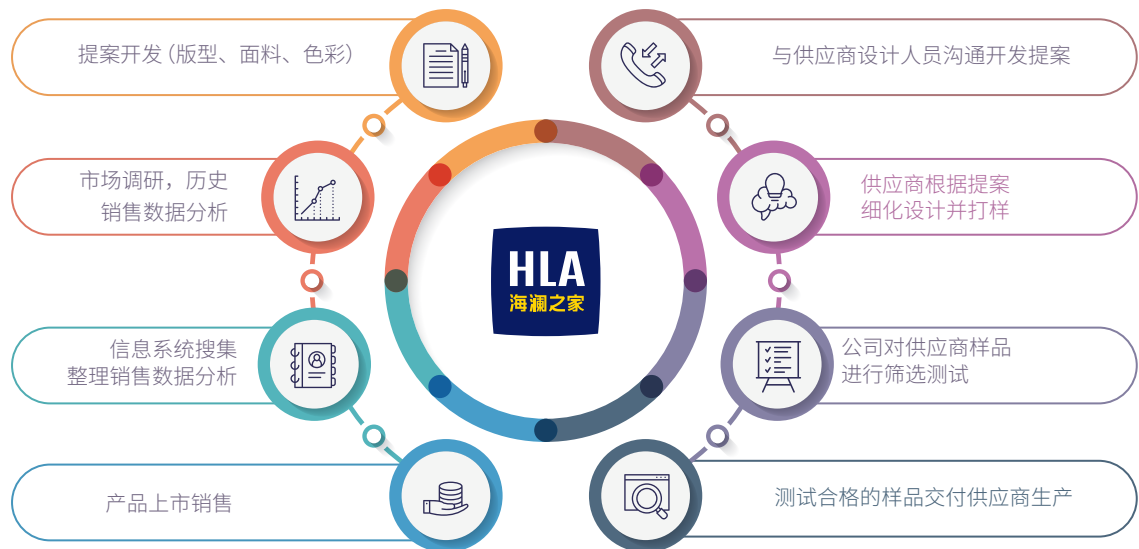 提案开发（版型、面料、色彩）
市场调研，历史
销售数据分析
信息系统搜集
整理销售数据分析
产品上市销售
HLA
海澜之家
与供应商设计人员沟通开发提案
供应商根据提案
细化设计并打样
公司对供应商样品
进行筛选测试
测试合格的样品交付供应商生产